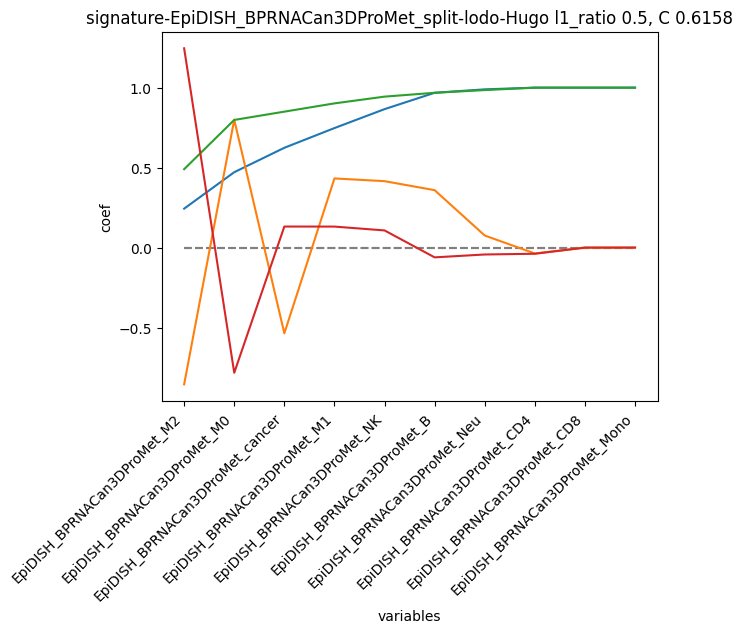 signature-EpiDISH_BPRNACan3DProMet_split-lodo-Hugo l1_ratio 0.5, C 0.6158
coef
1.0
0.5
0.0
−0.5
EpiDISH_BPRNACan3DProMet_M2
EpiDISH_BPRNACan3DProMet_M0
EpiDISH_BPRNACan3DProMet_cancer
EpiDISH_BPRNACan3DProMet_M1
EpiDISH_BPRNACan3DProMet_NK
EpiDISH_BPRNACan3DProMet_B
EpiDISH_BPRNACan3DProMet_Neu
EpiDISH_BPRNACan3DProMet_CD4
EpiDISH_BPRNACan3DProMet_CD8
EpiDISH_BPRNACan3DProMet_Mono
variables